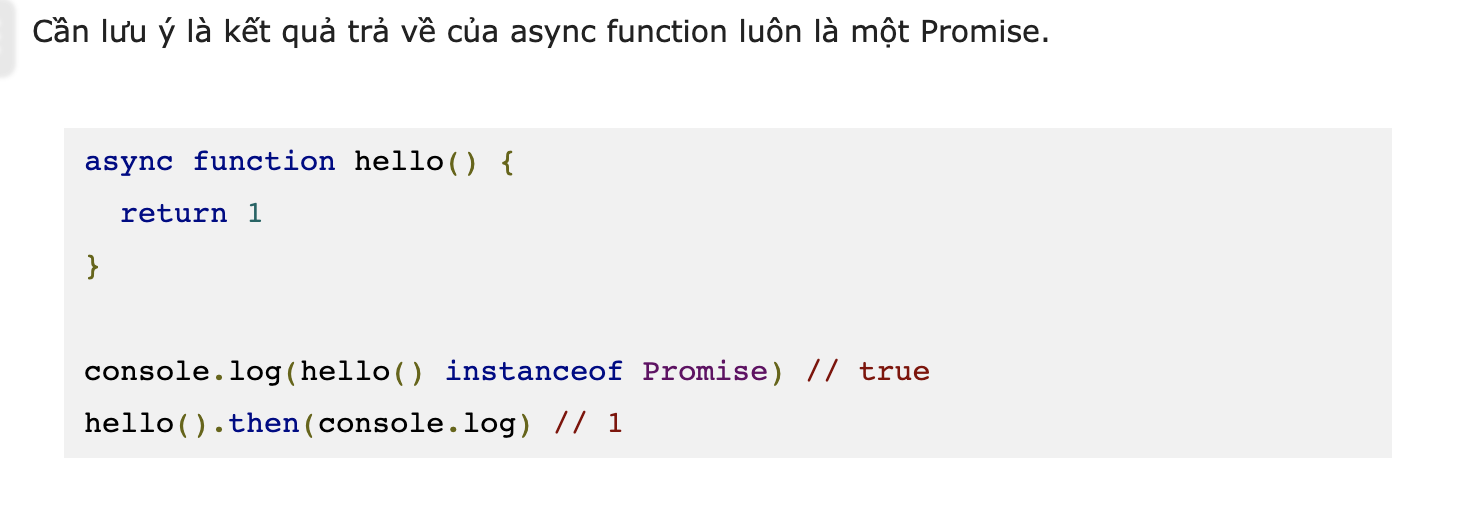 Cần lưu ý là kết quả trả về của async function luôn là một Promise.
async function hello() {
  return 1
}
console.log(hello() instanceof Promise) // true
hello().then(console.log) // 1